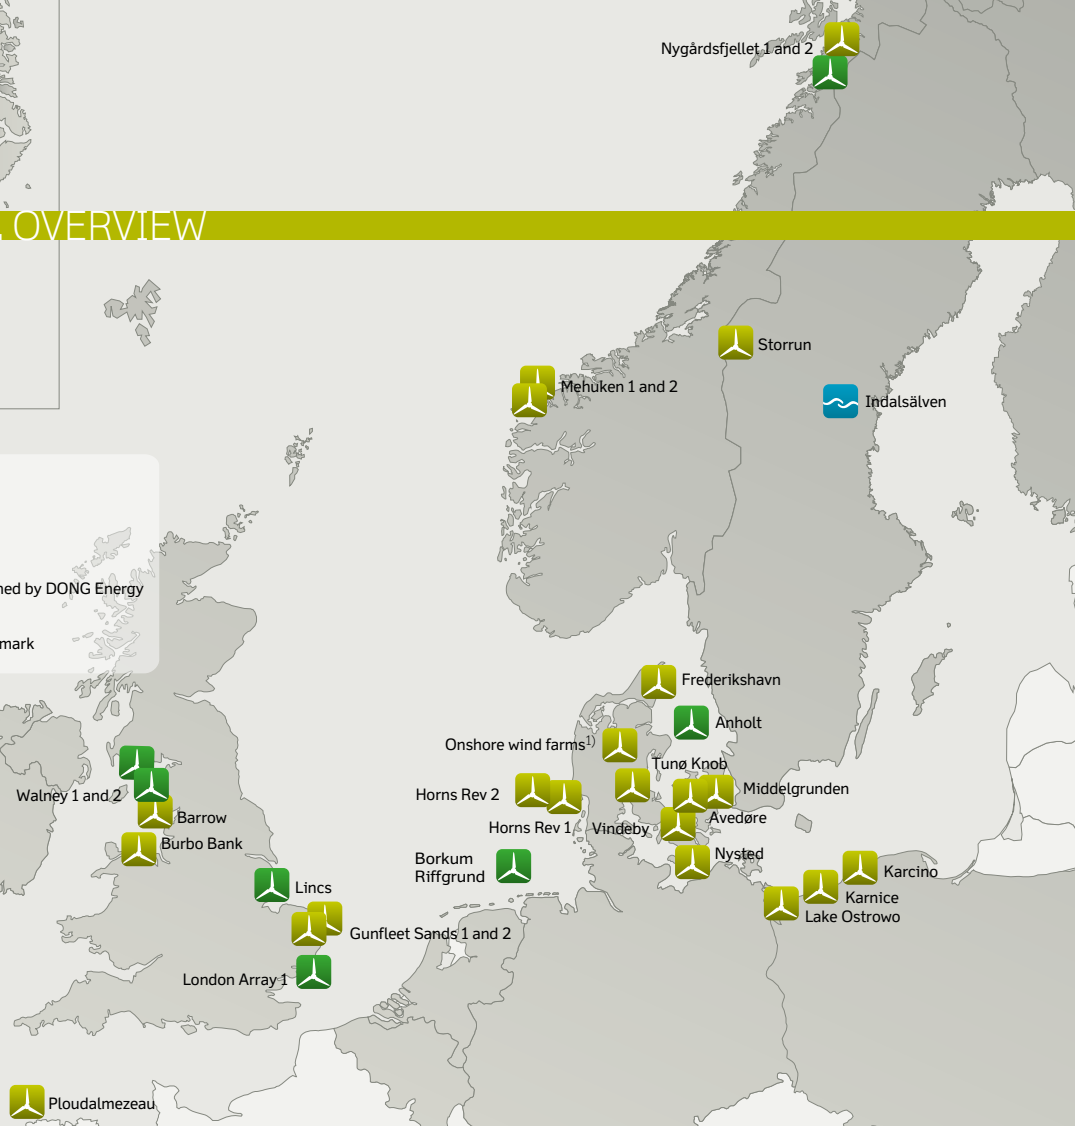 Nygårdsfjellet 1 and 2
OVERVIEW
Storrun
Mehuken 1 and 2
Indalsälven
ned by DONG Energy
mark
Frederikshavn
Anholt
Onshore wind farms1)
Tunø Knob
Walney 1 and 2
Horns Rev 2
Middelgrunden
Barrow
Avedøre
Horns Rev 1
Vindeby
Burbo Bank
Nysted
Borkum
Riffgrund
Karcino
Lincs
Karnice
Lake Ostrowo
Gunfleet Sands 1 and 2
London Array 1
Ploudalmezeau